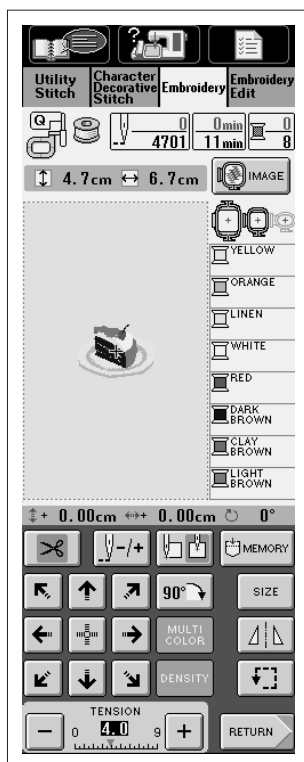 Utility Stitch
Character Decorative Stitch
Embroidery
Embroidery Edit
Q
0
4701
0min
11min
0
8
4.7cm 6.7cm
IMAGE
YELLOW
ORANGE
LINEN
WHITE
RED
DARK BROWN
CLAY BROWN
LIGHT BROWN
+ 0.00cm + 0.00cm 0°
-/+
MEMORY
90°
SIZE
MULTI COLOR
DENSITY
TENSION
- 0 4.0 9 +
RETURN